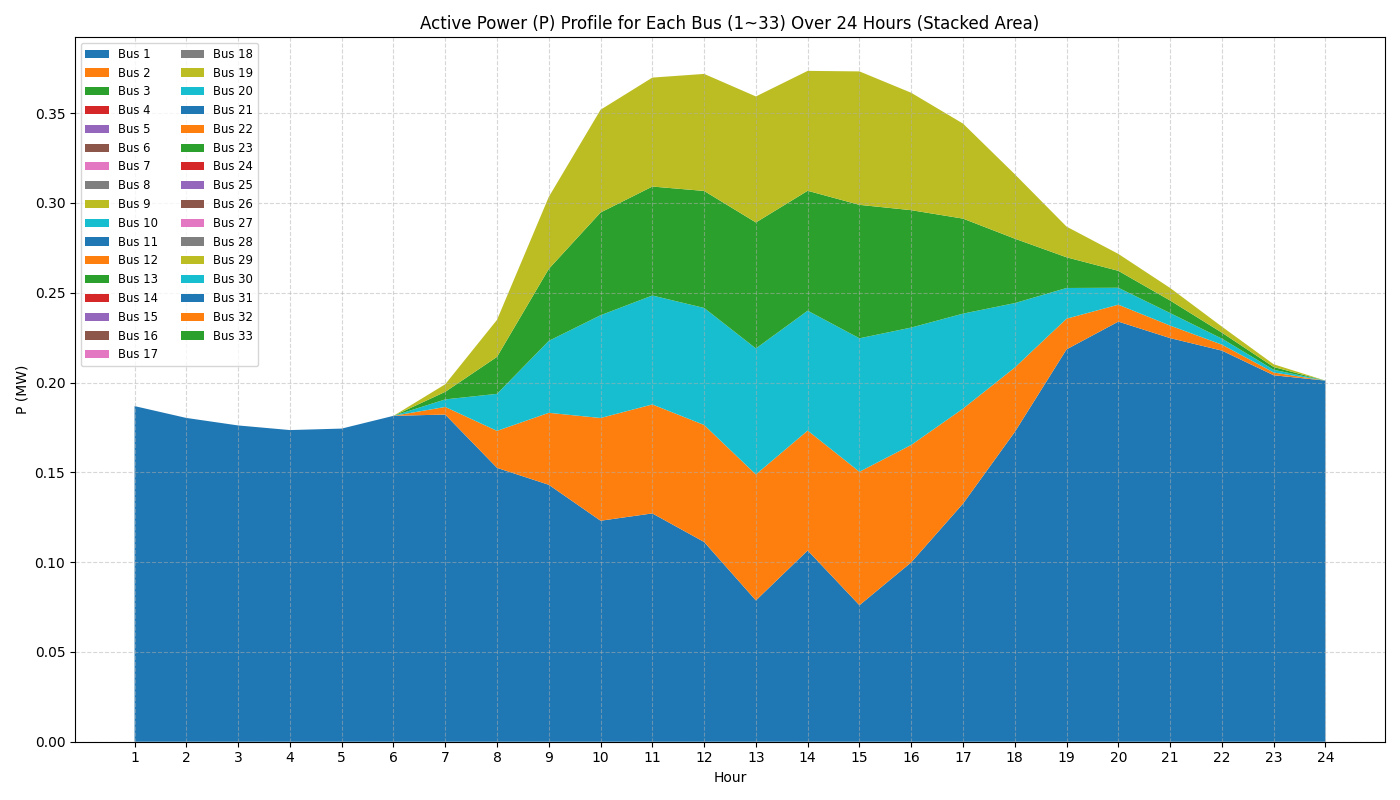 Active Power (P) Profile for Each Bus (1~33) Over 24 Hours (Stacked Area)
Bus 1
Bus 2
Bus 3
Bus 4
Bus 5
Bus 6
Bus 7
Bus 8
Bus 9
Bus 10
Bus 11
Bus 12
Bus 13
Bus 14
Bus 15
Bus 16
Bus 17
Bus 18
Bus 19
Bus 20
Bus 21
Bus 22
Bus 23
Bus 24
Bus 25
Bus 26
Bus 27
Bus 28
Bus 29
Bus 30
Bus 31
Bus 32
Bus 33
P (MW)
0.35
0.30
0.25
0.20
0.15
0.10
0.05
0.00
1 2 3 4 5 6 7 8 9 10 11 12 13 14 15 16 17 18 19 20 21 22 23 24
Hour